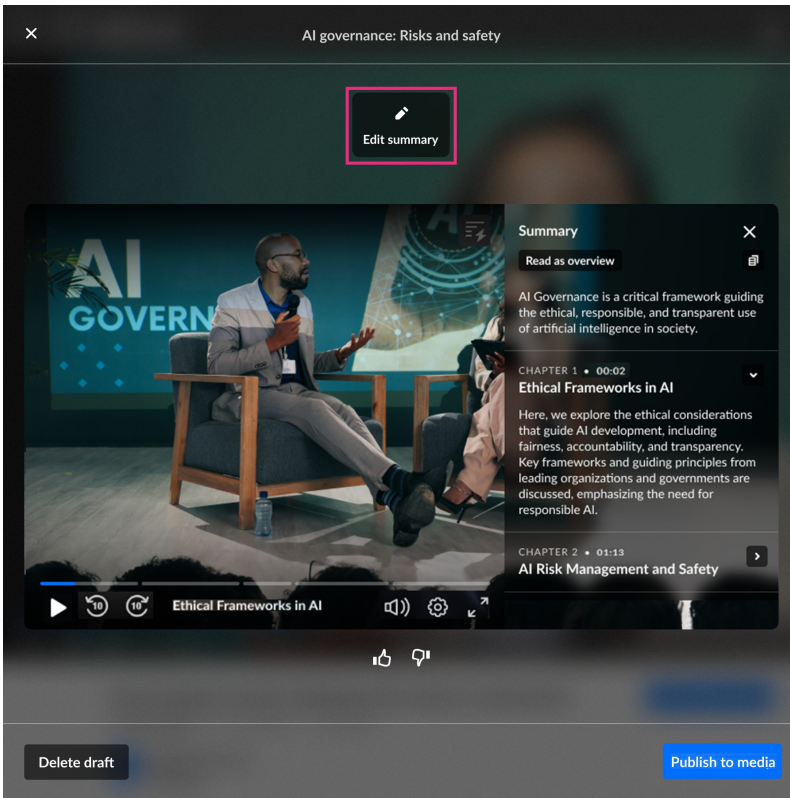 AI governance: Risks and safety
Edit summary
AI
GOVERN
AI
Summary
Read as overview
AI Governance is a critical framework guiding
the ethical, responsible, and transparent use
of artificial intelligence in society.
CHAPTER 1 • 00:02
Ethical Frameworks in AI
Here, we explore the ethical considerations
that guide AI development, including
fairness, accountability, and transparency.
Key frameworks and guiding principles from
leading organizations and governments are
discussed, emphasizing the need for
responsible AI.
CHAPTER 2 • 01:13
AI Risk Management and Safety
10 10 Ethical Frameworks in AI
Delete draft
Publish to media